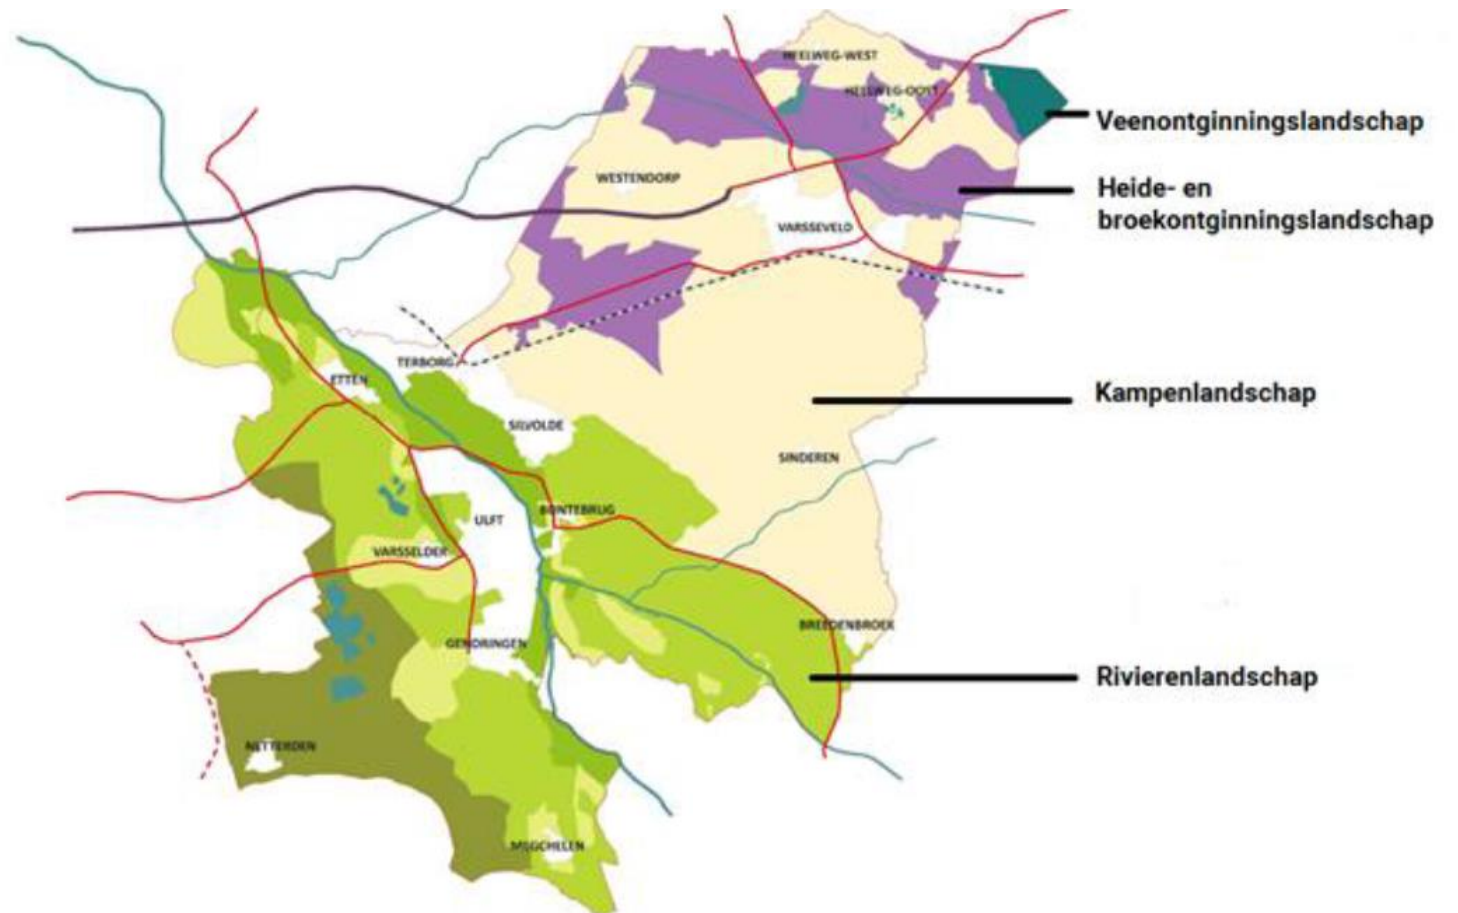 HEELWEG-WEST
HEELWEG-OOST
Veenontginningslandschap
WESTENDORP
Heide- en
broekontginningslandschap
VARSSEVELD
TERBORG
ETTEN
Kampenlandschap
SILVOLDE
SINDEREN
BONTEBRUG
ULFT
VARSSELDER
BREEDENBROEK
GENDRINGEN
Rivierenlandschap
NETTERDEN
MEGCHELEN